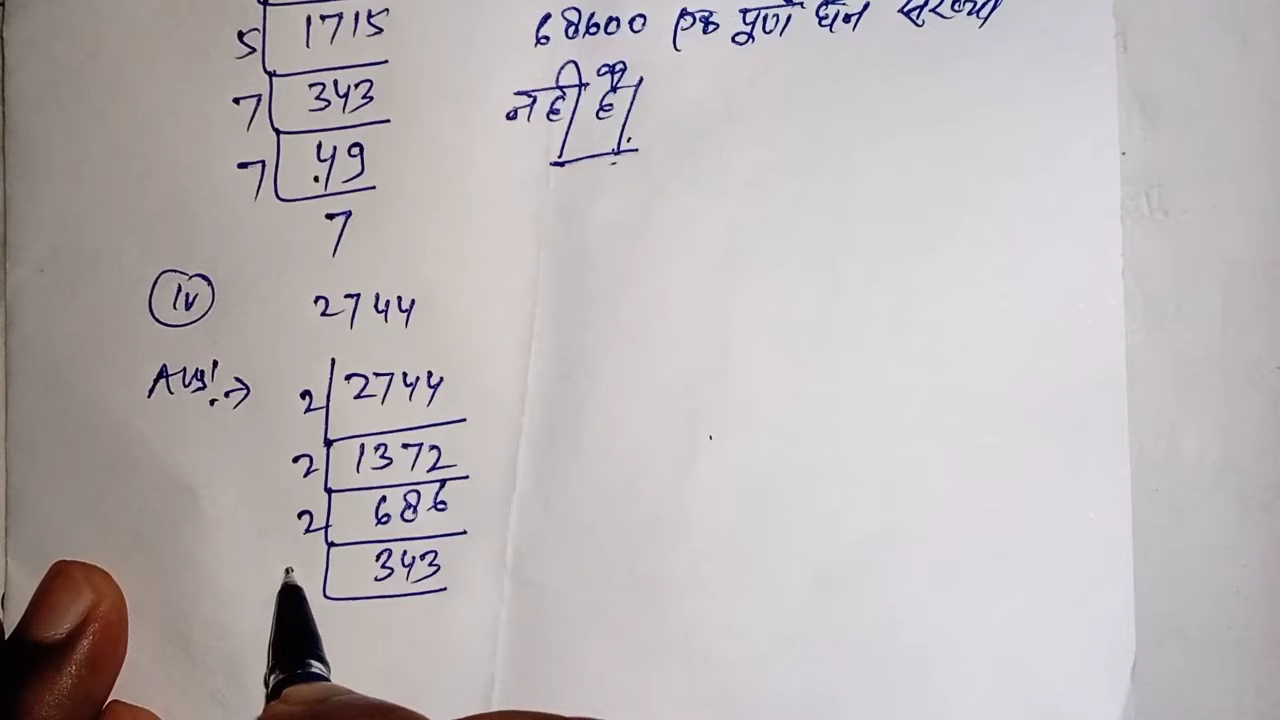 5 | 1715
7 | 343
7 | 49
7
68600 एक पूर्ण घन संख्या
नही है।
(iv) 2744
Ans:→
2 | 2744
2 | 1372
2 | 686
343